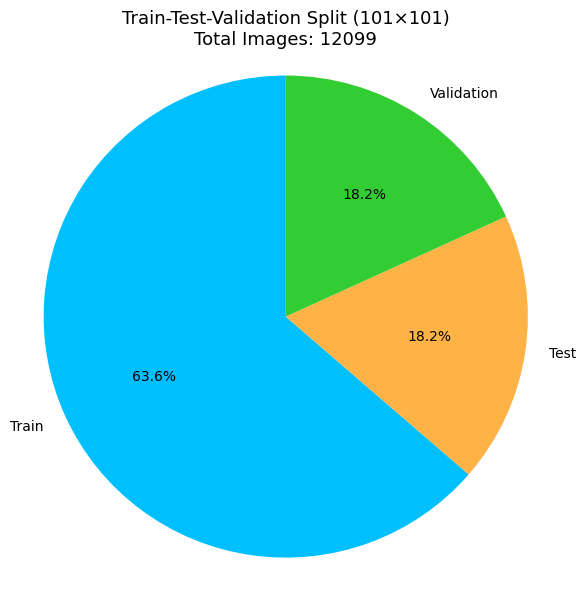 Train-Test-Validation Split (101×101)
Total Images: 12099
Validation
18.2%
18.2%
Test
63.6%
Train